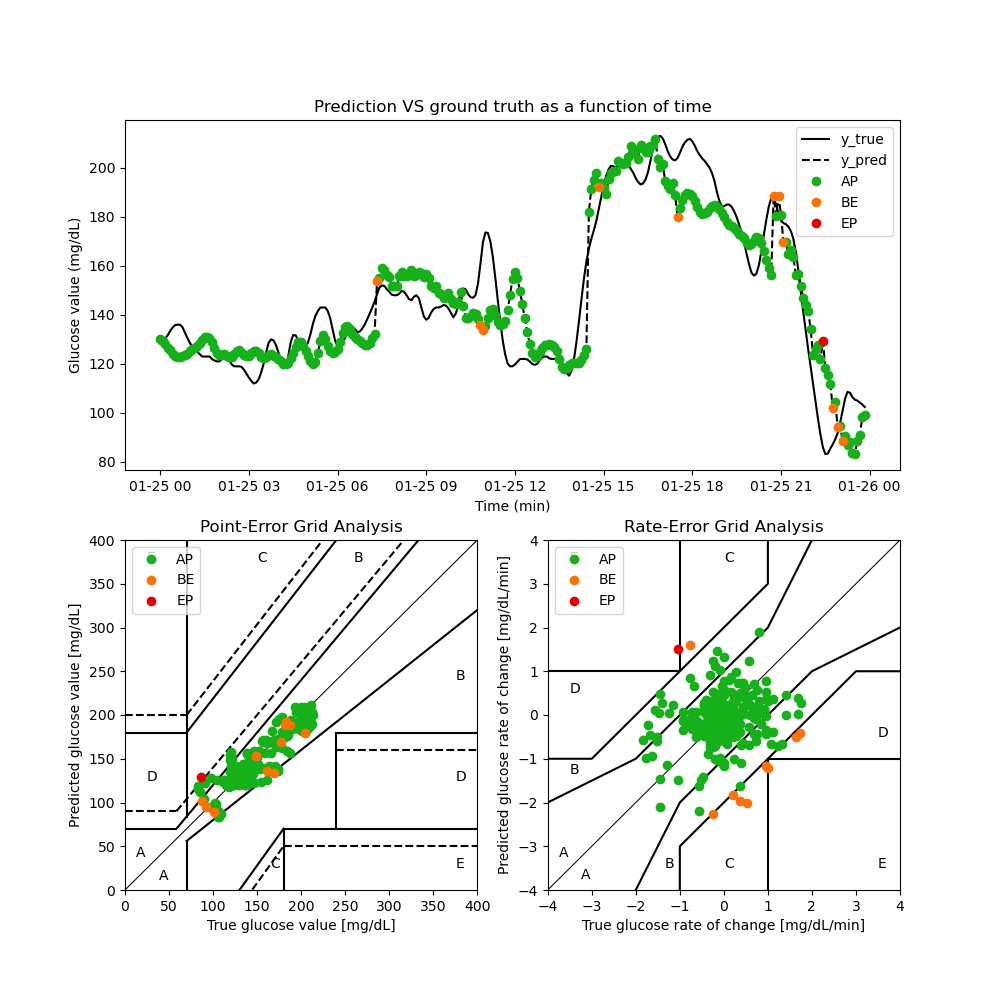 Prediction VS ground truth as a function of time
Glucose value (mg/dL)
200
180
160
140
120
100
80
y_true
y_pred
AP
BE
EP
01-25 00 01-25 03 01-25 06 01-25 09 01-25 12 01-25 15 01-25 18 01-25 21 01-26 00
Time (min)
Point-Error Grid Analysis
Predicted glucose value [mg/dL]
400
350
300
250
200
150
100
50
0
AP
BE
EP
C
B
B
D
D
A
A
C
E
0 50 100 150 200 250 300 350 400
True glucose value [mg/dL]
Rate-Error Grid Analysis
Predicted glucose rate of change [mg/dL/min]
4
3
2
1
0
−1
−2
−3
−4
AP
BE
EP
C
D
D
B
A
A
B
C
E
−4 −3 −2 −1 0 1 2 3 4
True glucose rate of change [mg/dL/min]